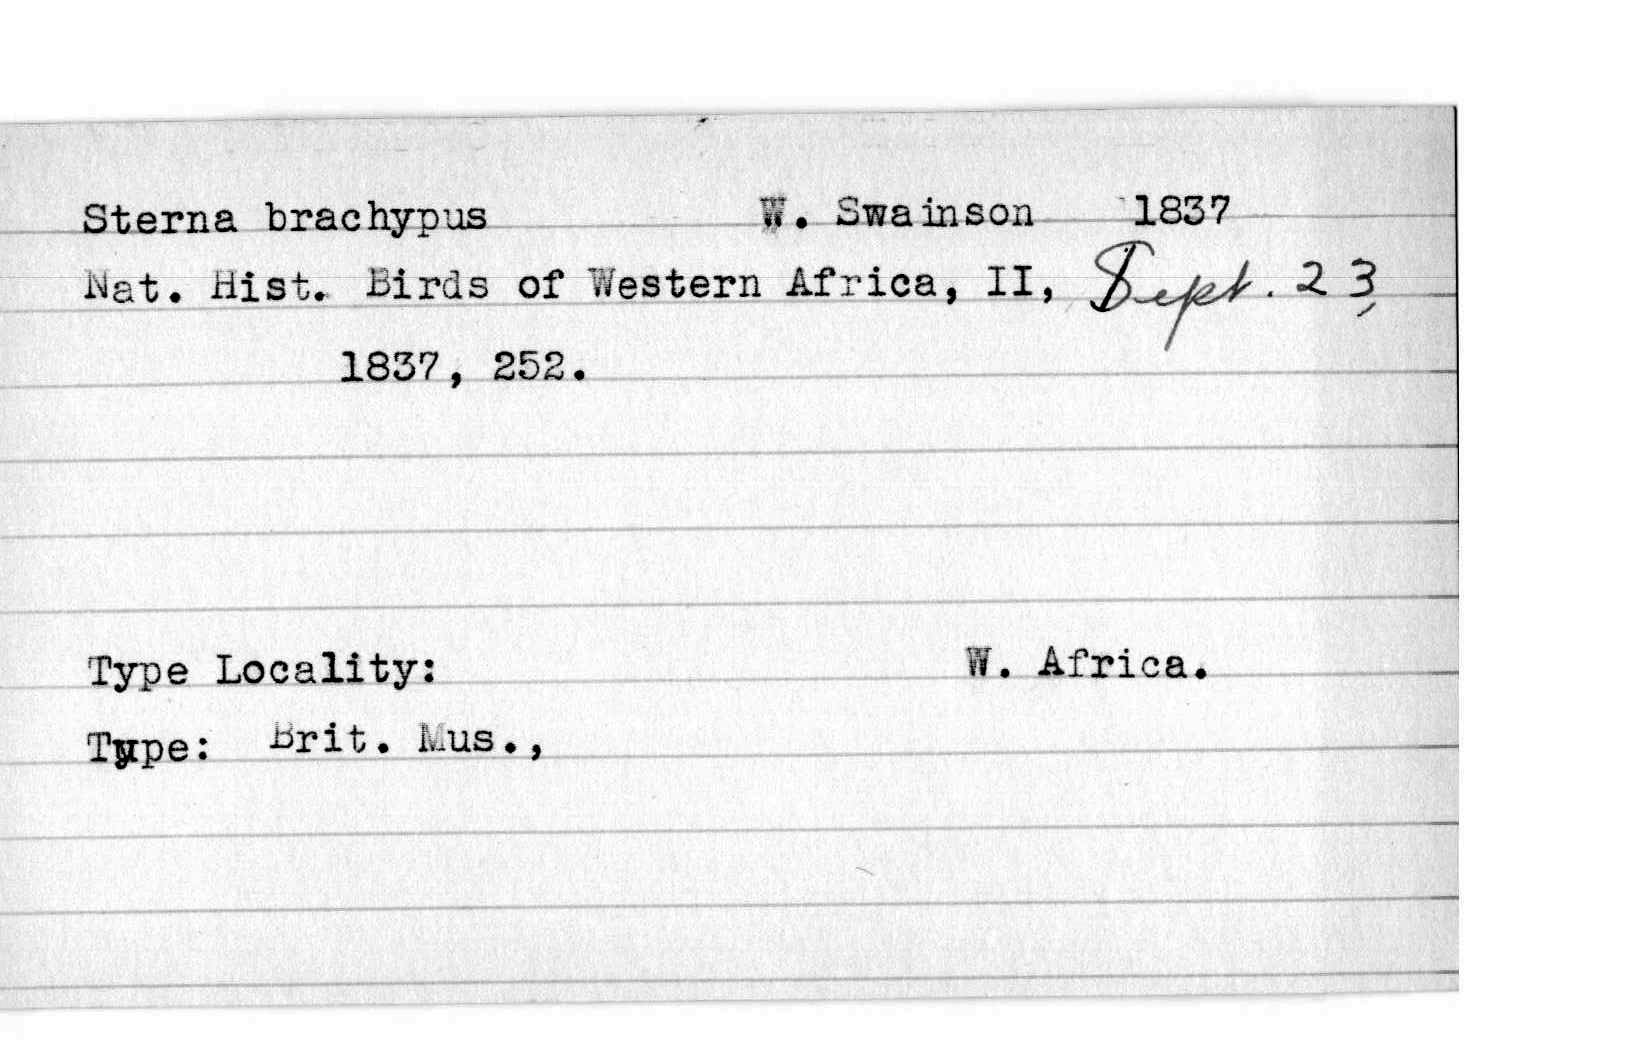 Sterna brachypus W. Swainson 1837
Nat. Hist. Birds of Western Africa, II, Sept. 23,
1837, 252.
Type Locality: W. Africa.
Type: Brit. Mus.,